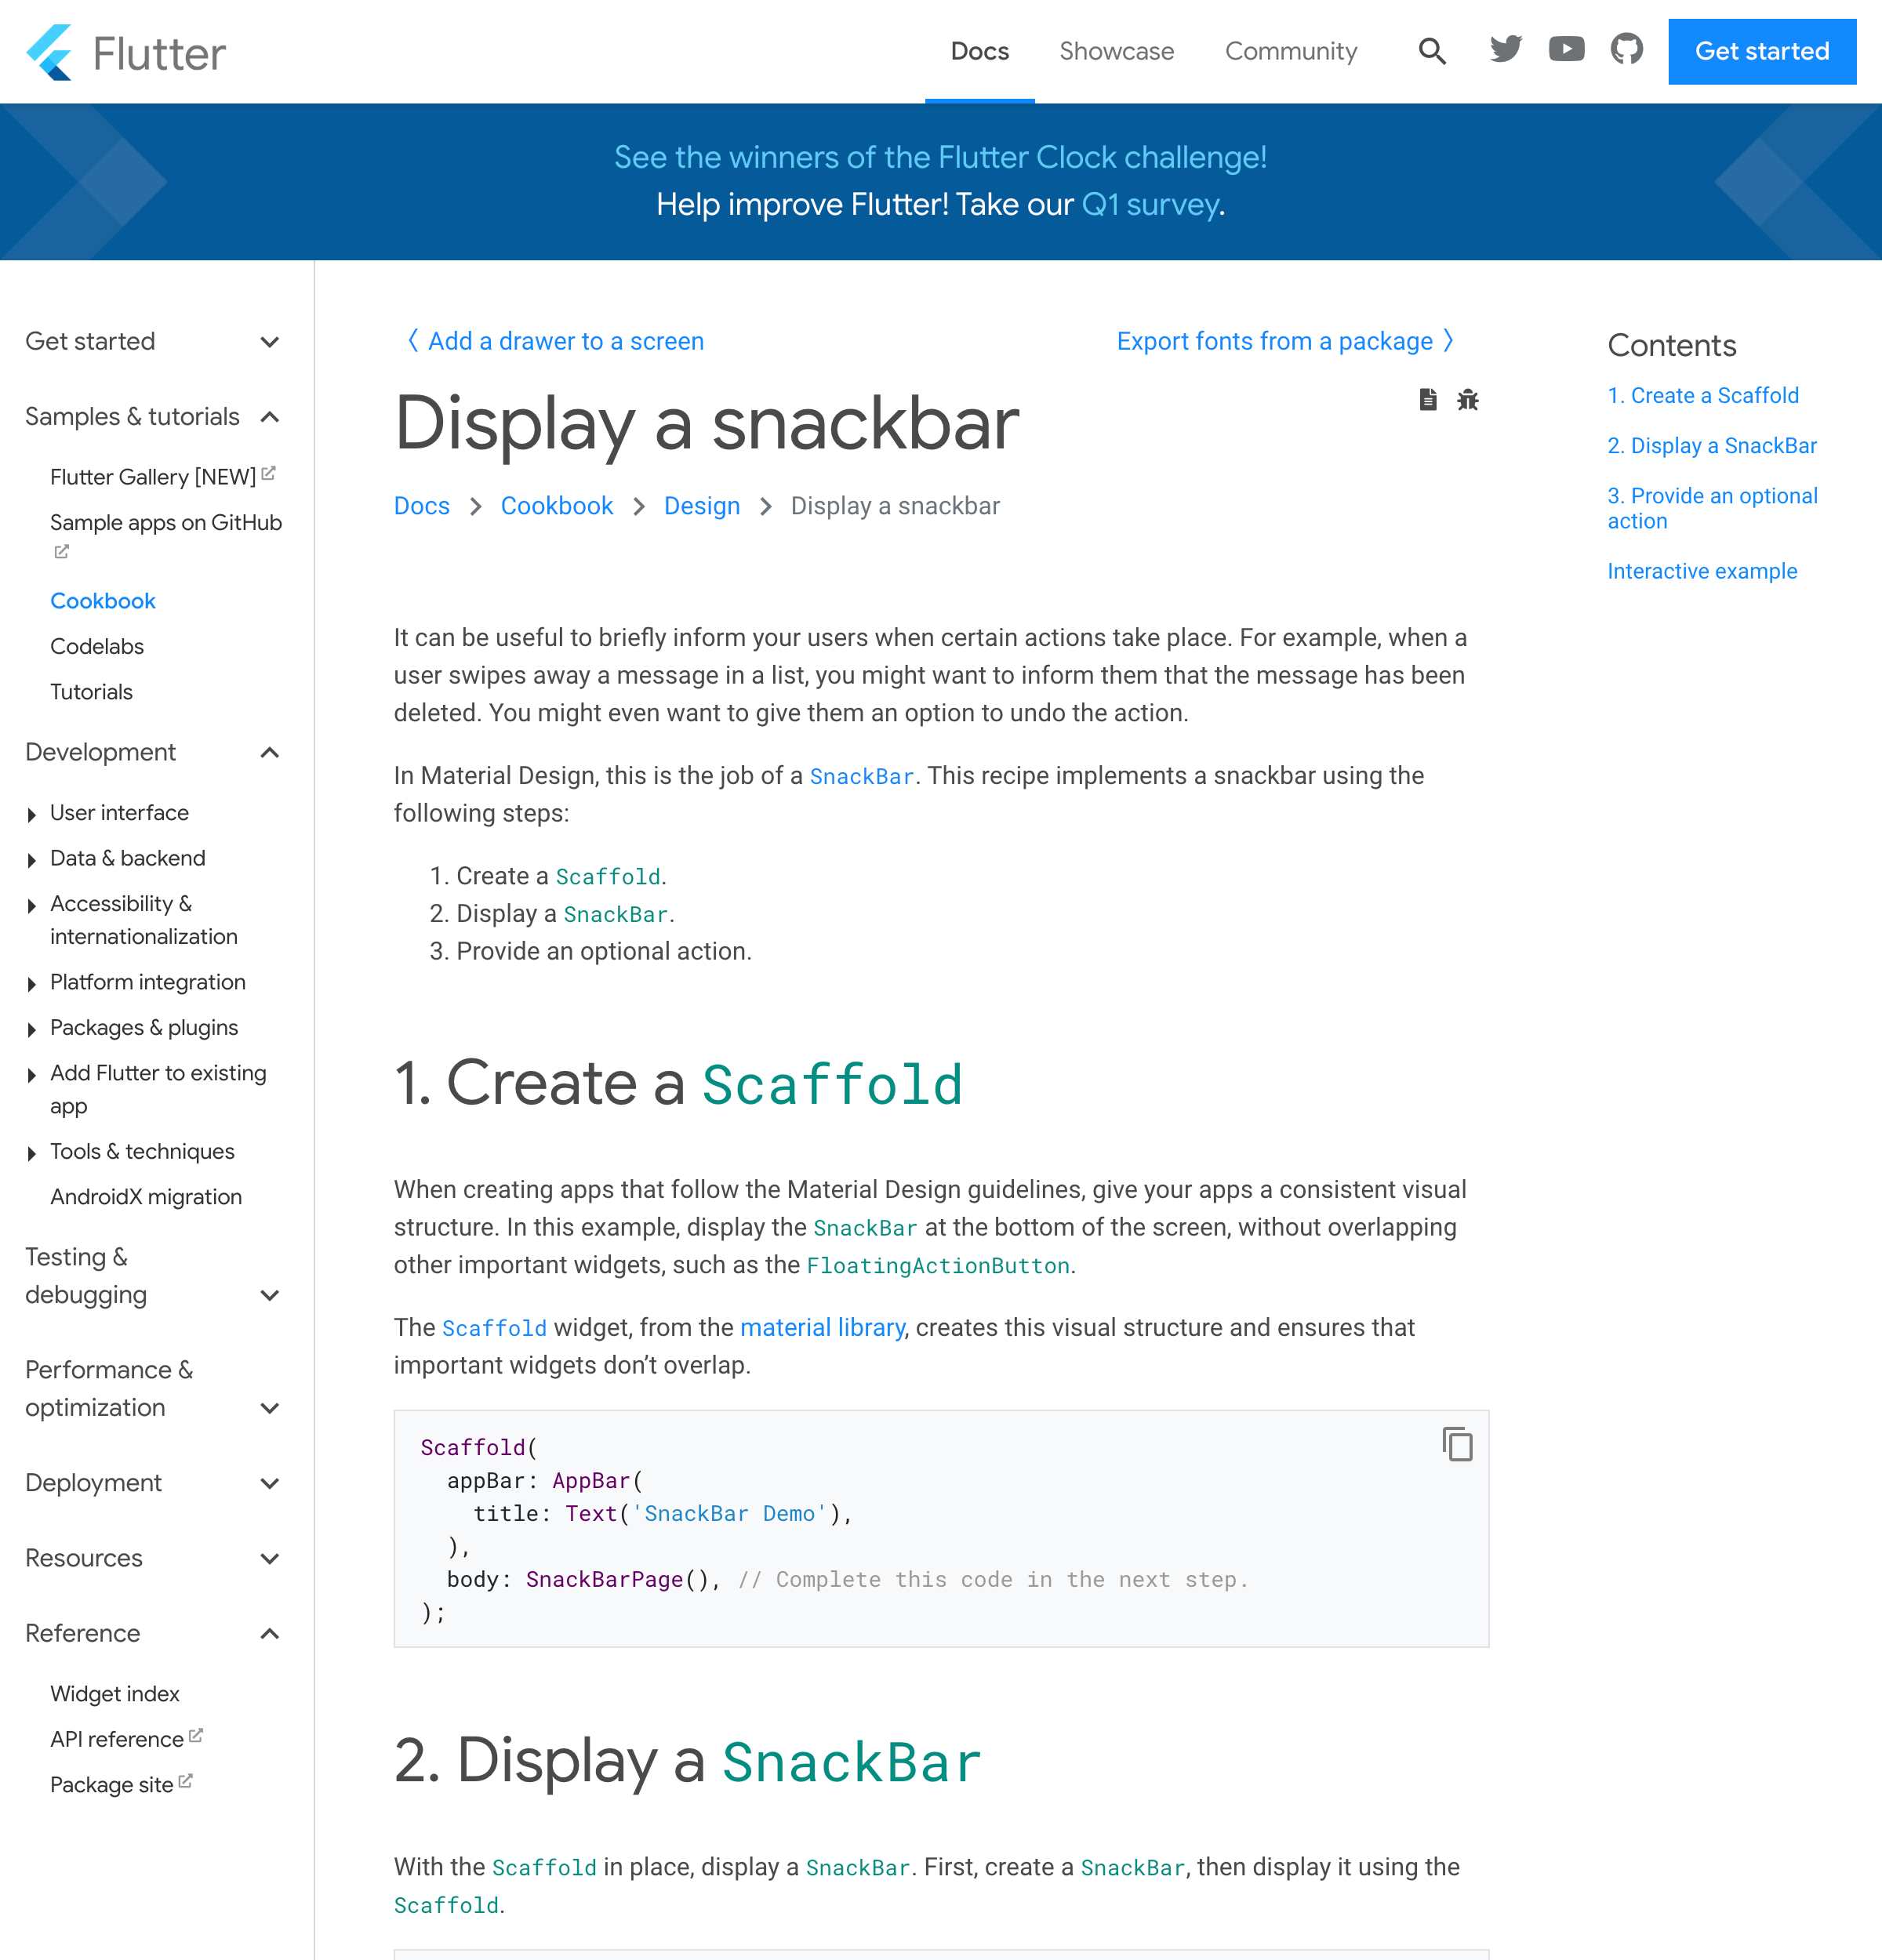 Flutter
Docs
Showcase
Community
Get started
See the winners of the Flutter Clock challenge!
Help improve Flutter! Take our Q1 survey.
Get started
Samples & tutorials
Flutter Gallery [NEW]
Sample apps on GitHub
Cookbook
Codelabs
Tutorials
Development
User interface
Data & backend
Accessibility &
internationalization
Platform integration
Packages & plugins
Add Flutter to existing
app
Tools & techniques
AndroidX migration
Testing &
debugging
Performance &
optimization
Deployment
Resources
Reference
Widget index
API reference
Package site
〈 Add a drawer to a screen
Export fonts from a package 〉
Display a snackbar
Docs > Cookbook > Design > Display a snackbar
It can be useful to briefly inform your users when certain actions take place. For example, when a
user swipes away a message in a list, you might want to inform them that the message has been
deleted. You might even want to give them an option to undo the action.
In Material Design, this is the job of a SnackBar. This recipe implements a snackbar using the
following steps:
1. Create a Scaffold.
2. Display a SnackBar.
3. Provide an optional action.
1. Create a Scaffold
When creating apps that follow the Material Design guidelines, give your apps a consistent visual
structure. In this example, display the SnackBar at the bottom of the screen, without overlapping
other important widgets, such as the FloatingActionButton.
The Scaffold widget, from the material library, creates this visual structure and ensures that
important widgets don’t overlap.
Scaffold(
  appBar: AppBar(
    title: Text('SnackBar Demo'),
  ),
  body: SnackBarPage(), // Complete this code in the next step.
);
2. Display a SnackBar
With the Scaffold in place, display a SnackBar. First, create a SnackBar, then display it using the
Scaffold.
Contents
1. Create a Scaffold
2. Display a SnackBar
3. Provide an optional
action
Interactive example